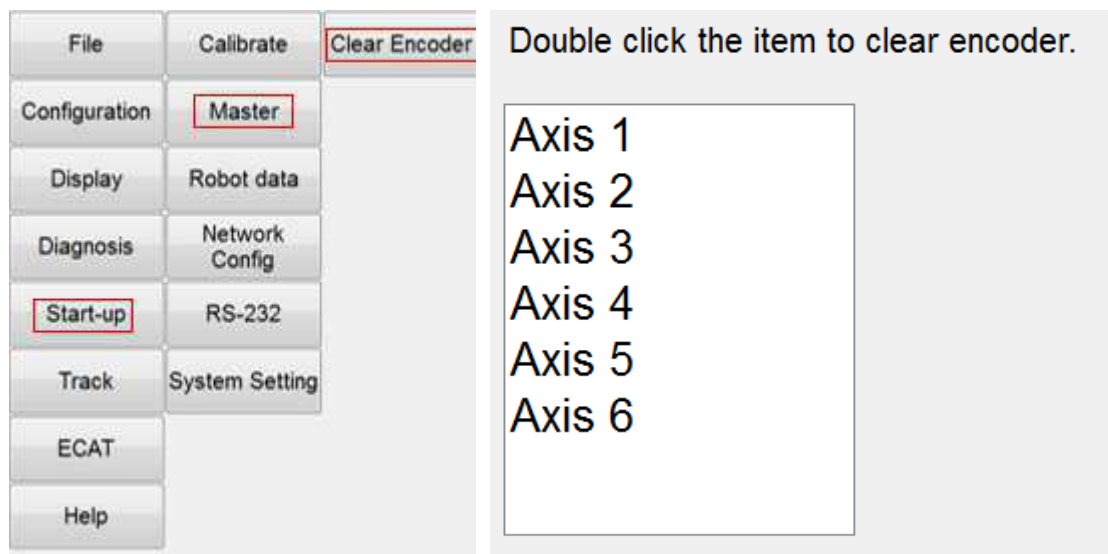 File
Calibrate
Clear Encoder
Configuration
Master
Display
Robot data
Diagnosis
Network
Config
Start-up
RS-232
Track
System Setting
ECAT
Help
Double click the item to clear encoder.
Axis 1
Axis 2
Axis 3
Axis 4
Axis 5
Axis 6